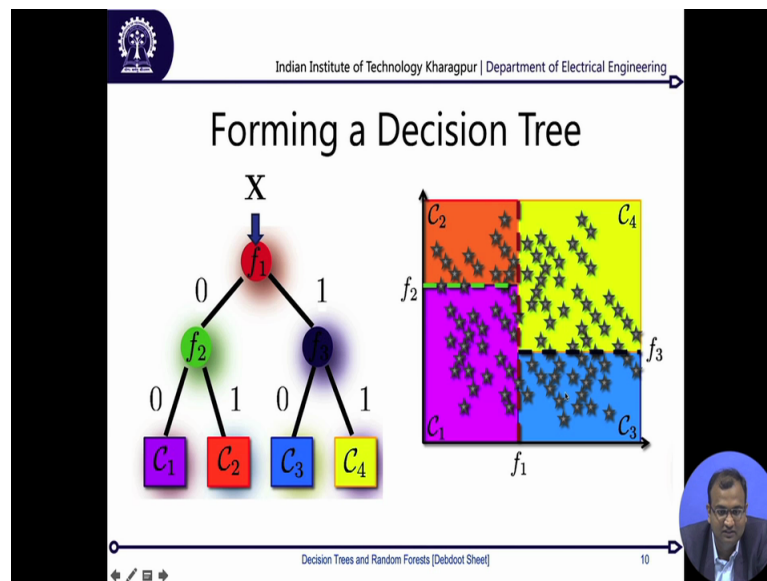 Indian Institute of Technology Kharagpur | Department of Electrical Engineering
Forming a Decision Tree
X
f₁
0 1
f₂ f₃
0 1 0 1
C₁ C₂ C₃ C₄
C₂ C₄
f₂
f₃
C₁ C₃
f₁
Decision Trees and Random Forests [Debdoot Sheet]
10